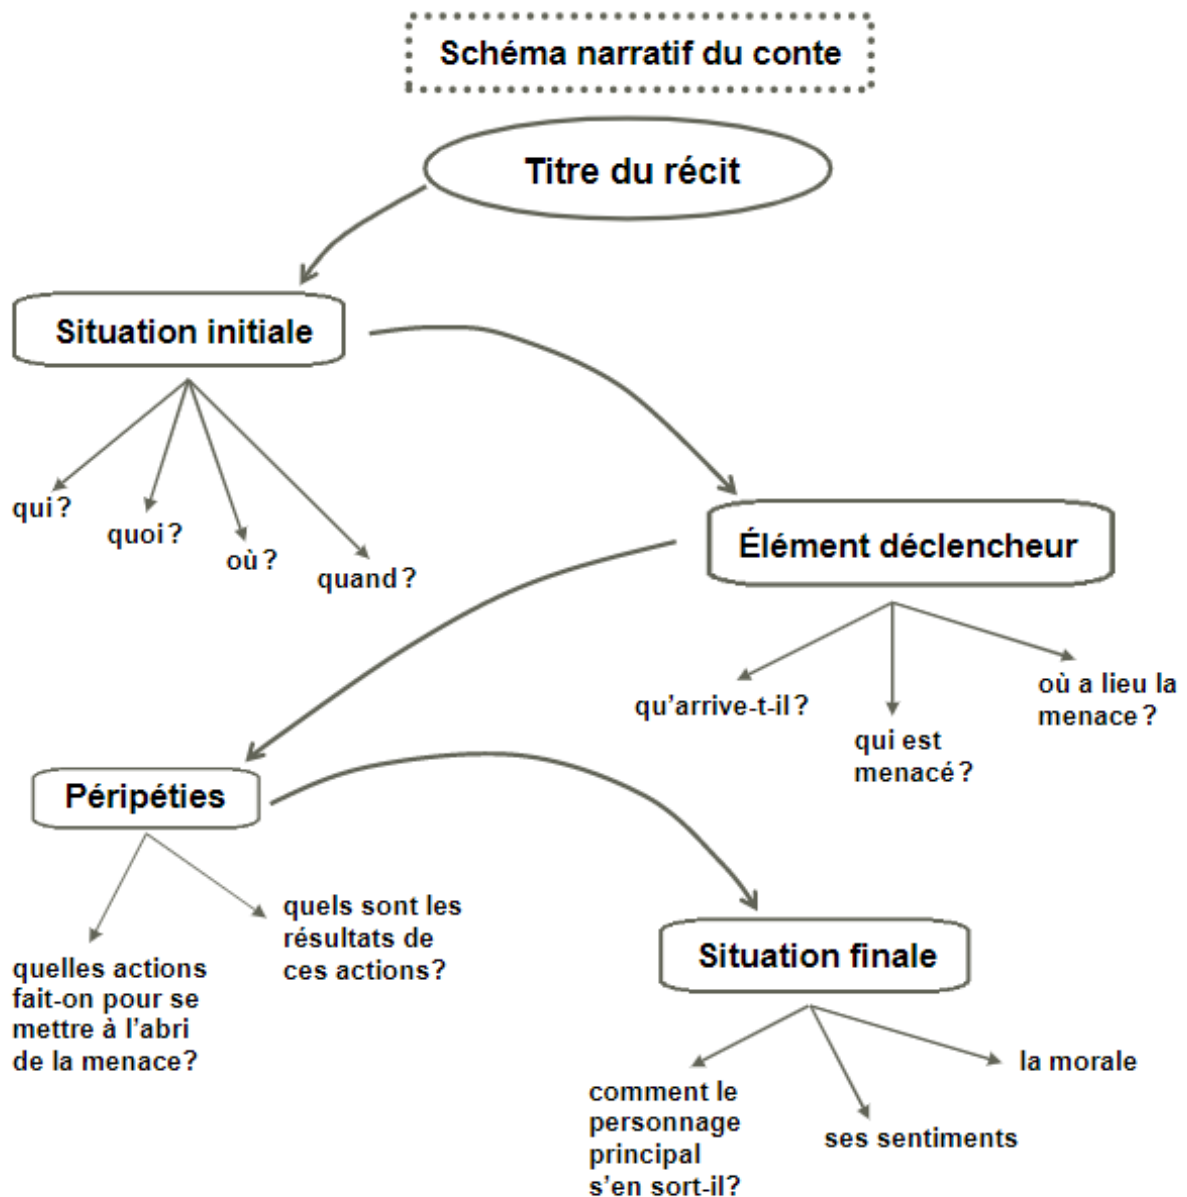 Schéma narratif du conte
Titre du récit
Situation initiale
qui ?
quoi ?
où ?
quand ?
Élément déclencheur
qu’arrive-t-il ?
qui est
menacé ?
où a lieu la
menace ?
Péripéties
quelles actions
fait-on pour se
mettre à l’abri
de la menace?
quels sont les
résultats de
ces actions?
Situation finale
comment le
personnage
principal
s’en sort-il?
ses sentiments
la morale